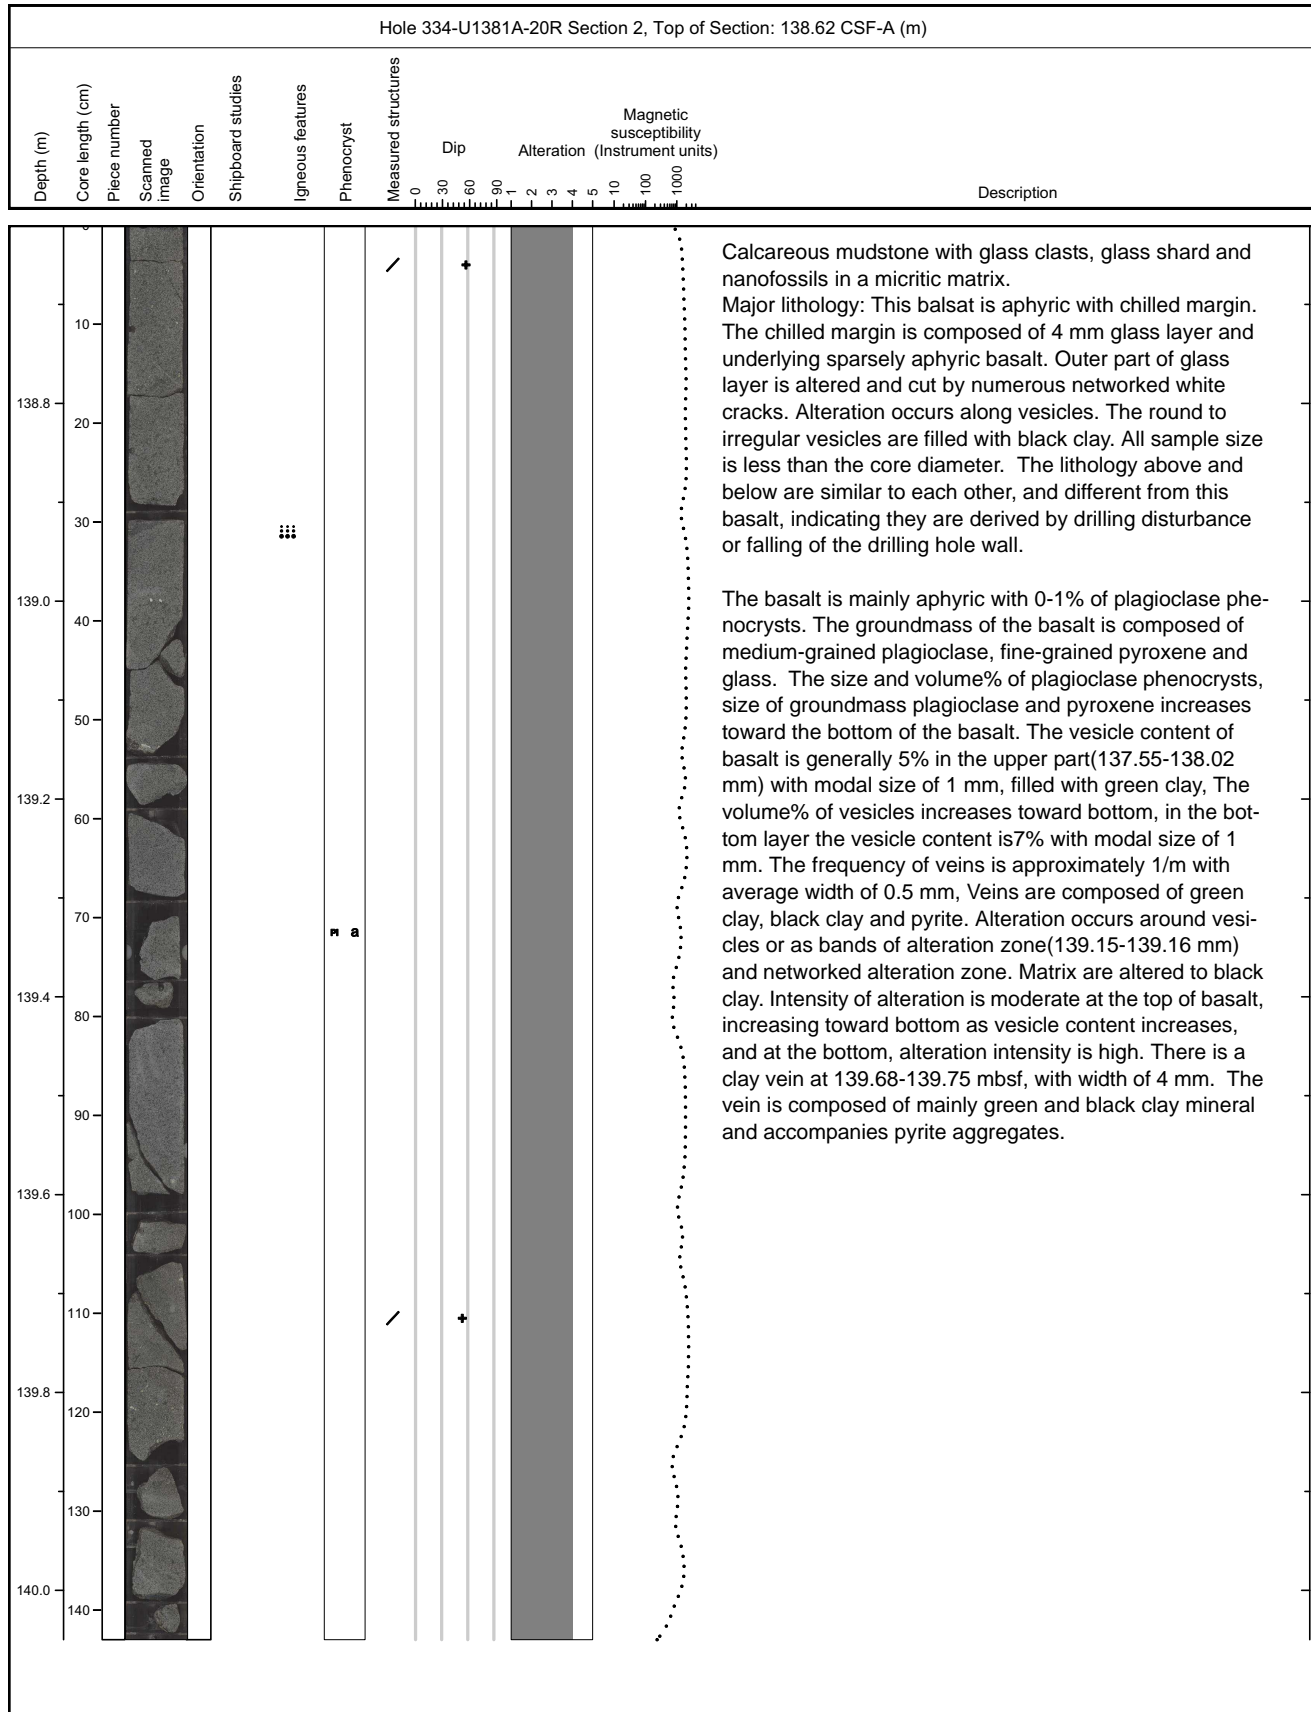 Hole 334-U1381A-20R Section 2, Top of Section: 138.62 CSF-A (m)
Depth (m)
Core length (cm)
Piece number
Scanned
image
Orientation
Shipboard studies
Igneous features
Phenocryst
Measured structures
Dip
0 30 60 90
Alteration
1 2 3 4 5
Magnetic
susceptibility
(Instrument units)
10 100 1000
Description
Calcareous mudstone with glass clasts, glass shard and
nanofossils in a micritic matrix.
Major lithology: This balsat is aphyric with chilled margin.
The chilled margin is composed of 4 mm glass layer and
underlying sparsely aphyric basalt. Outer part of glass
layer is altered and cut by numerous networked white
cracks. Alteration occurs along vesicles. The round to
irregular vesicles are filled with black clay. All sample size
is less than the core diameter.  The lithology above and
below are similar to each other, and different from this
basalt, indicating they are derived by drilling disturbance
or falling of the drilling hole wall.
The basalt is mainly aphyric with 0-1% of plagioclase phe-
nocrysts. The groundmass of the basalt is composed of
medium-grained plagioclase, fine-grained pyroxene and
glass.  The size and volume% of plagioclase phenocrysts,
size of groundmass plagioclase and pyroxene increases
toward the bottom of the basalt. The vesicle content of
basalt is generally 5% in the upper part(137.55-138.02
mm) with modal size of 1 mm, filled with green clay, The
volume% of vesicles increases toward bottom, in the bot-
tom layer the vesicle content is7% with modal size of 1
mm. The frequency of veins is approximately 1/m with
average width of 0.5 mm, Veins are composed of green
clay, black clay and pyrite. Alteration occurs around vesi-
cles or as bands of alteration zone(139.15-139.16 mm)
and networked alteration zone. Matrix are altered to black
clay. Intensity of alteration is moderate at the top of basalt,
increasing toward bottom as vesicle content increases,
and at the bottom, alteration intensity is high. There is a
clay vein at 139.68-139.75 mbsf, with width of 4 mm.  The
vein is composed of mainly green and black clay mineral
and accompanies pyrite aggregates.
138.8
139.0
139.2
139.4
139.6
139.8
140.0
0
10
20
30
40
50
60
70
80
90
100
110
120
130
140
Pl a